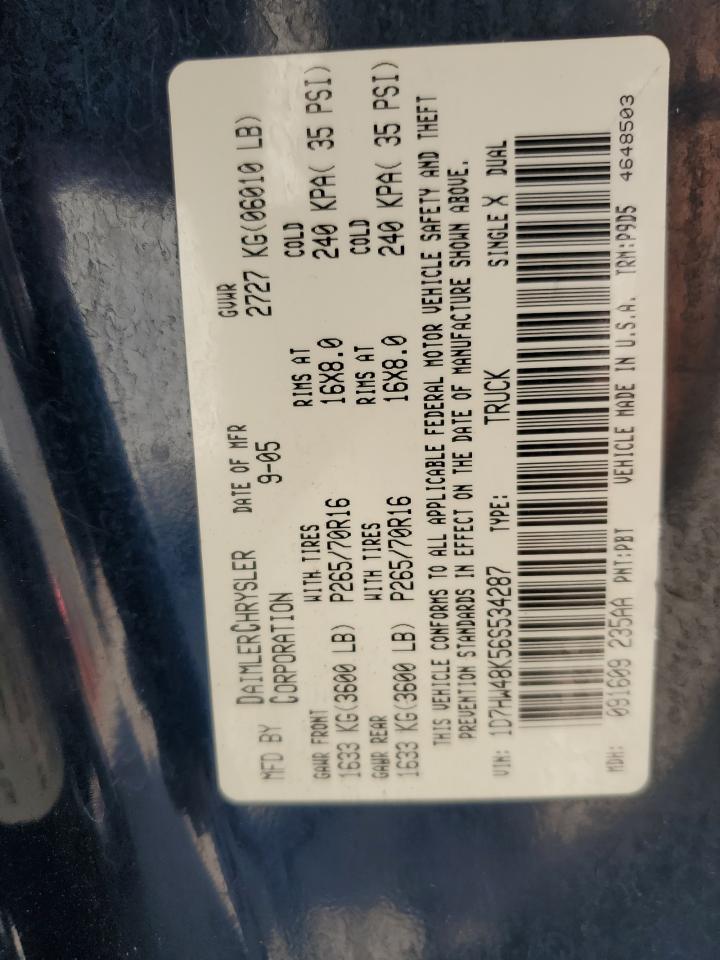 MFD BY DAIMLERCHRYSLER DATE OF MFR GVWR
CORPORATION 9-05 2727 KG(06010 LB)
GAWR FRONT WITH TIRES RIMS AT COLD
1633 KG(3600 LB) P265/70R16 16X8.0 240 KPA( 35 PSI)
GAWR REAR WITH TIRES RIMS AT COLD
1633 KG(3600 LB) P265/70R16 16X8.0 240 KPA( 35 PSI)
THIS VEHICLE CONFORMS TO ALL APPLICABLE FEDERAL MOTOR VEHICLE SAFETY AND THEFT
PREVENTION STANDARDS IN EFFECT ON THE DATE OF MANUFACTURE SHOWN ABOVE.
VIN: 1D7HW48K56S534287 TYPE: TRUCK SINGLE X DUAL
MDH: 091609 235AA PNT:PBT VEHICLE MADE IN U.S.A. TRM:P9D5 4648503